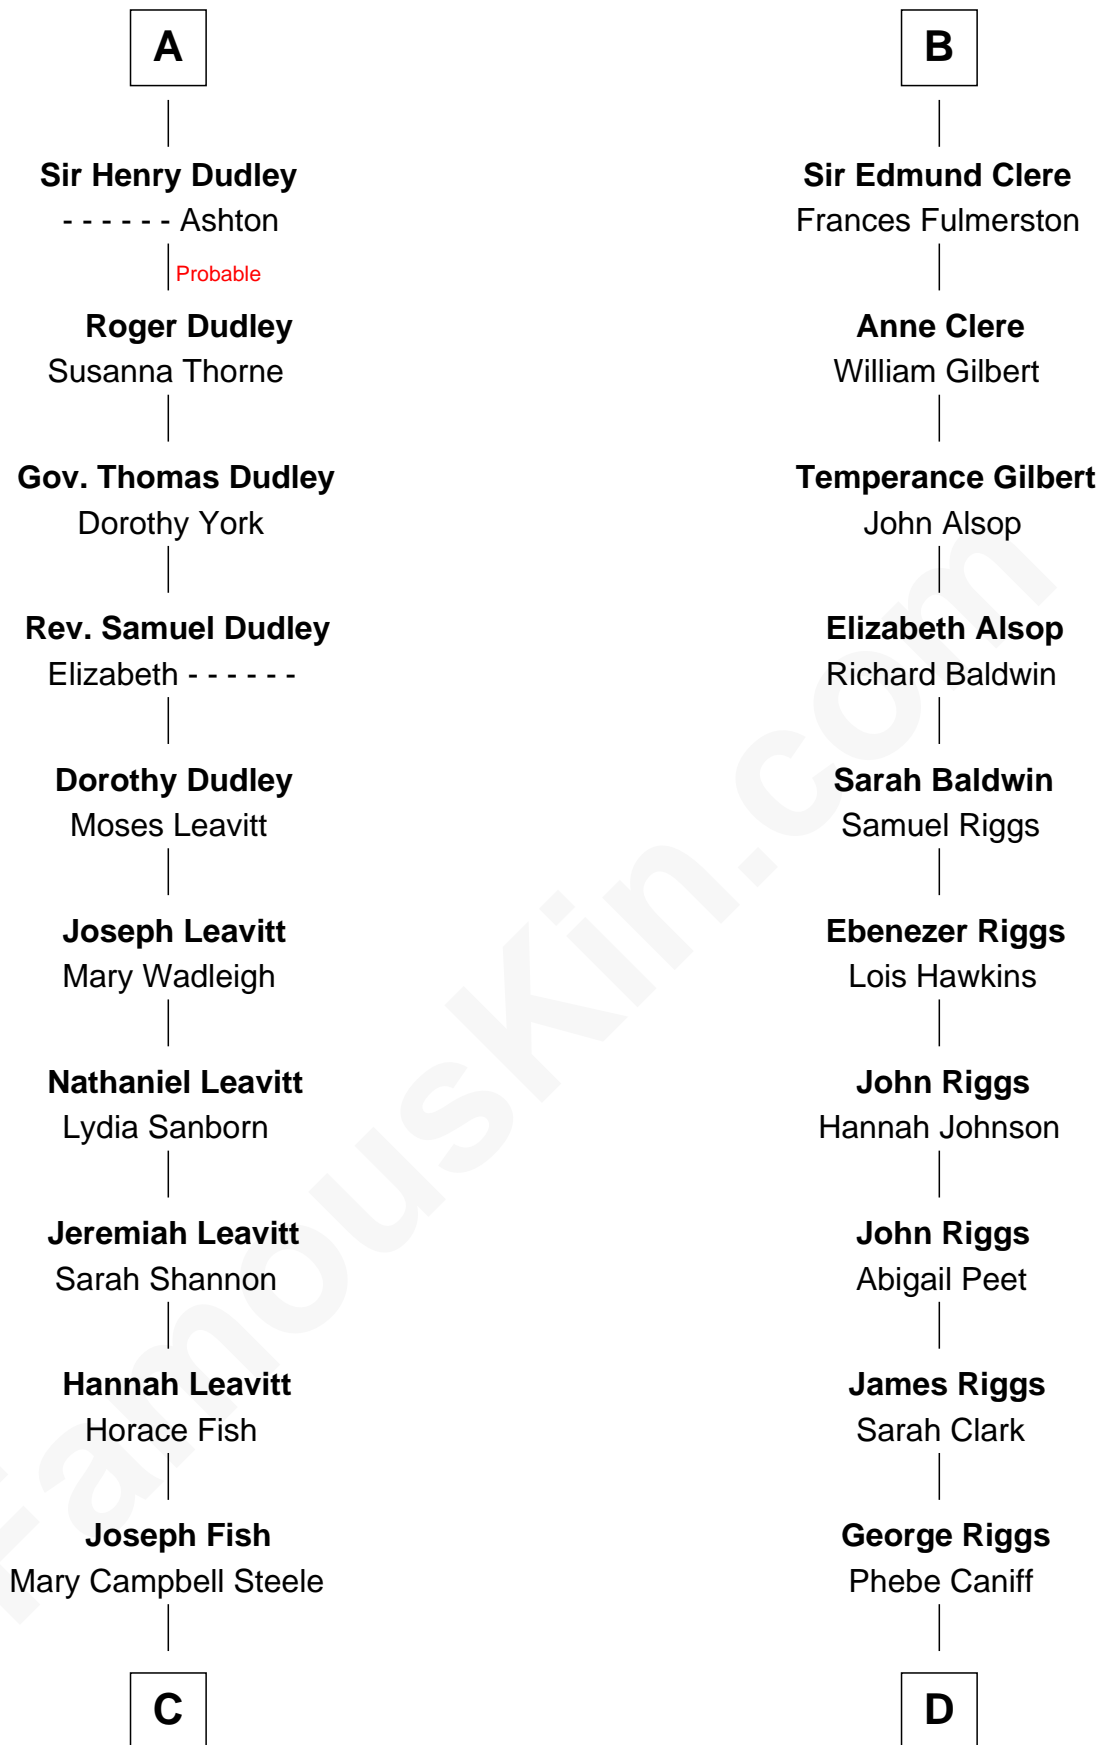 A
Sir Henry Dudley
- - - - - - Ashton
Probable
Roger Dudley
Susanna Thorne
Gov. Thomas Dudley
Dorothy York
Rev. Samuel Dudley
Elizabeth - - - - - -
Dorothy Dudley
Moses Leavitt
Joseph Leavitt
Mary Wadleigh
Nathaniel Leavitt
Lydia Sanborn
Jeremiah Leavitt
Sarah Shannon
Hannah Leavitt
Horace Fish
Joseph Fish
Mary Campbell Steele
C
B
Sir Edmund Clere
Frances Fulmerston
Anne Clere
William Gilbert
Temperance Gilbert
John Alsop
Elizabeth Alsop
Richard Baldwin
Sarah Baldwin
Samuel Riggs
Ebenezer Riggs
Lois Hawkins
John Riggs
Hannah Johnson
John Riggs
Abigail Peet
James Riggs
Sarah Clark
George Riggs
Phebe Caniff
D
FamousKin.com